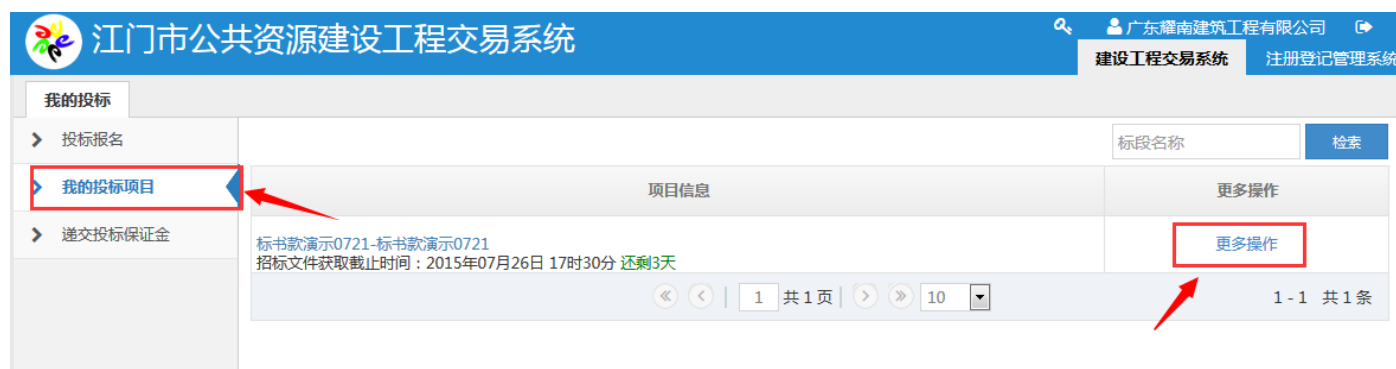 江门市公共资源建设工程交易系统
广东耀南建筑工程有限公司
建设工程交易系统 注册登记管理系统
我的投标
投标报名
标段名称 检索
我的投标项目
项目信息 更多操作
递交投标保证金
标书款演示0721-标书款演示0721 更多操作
招标文件获取截止时间：2015年07月26日 17时30分 还剩3天
1 共1页 10 1-1 共1条